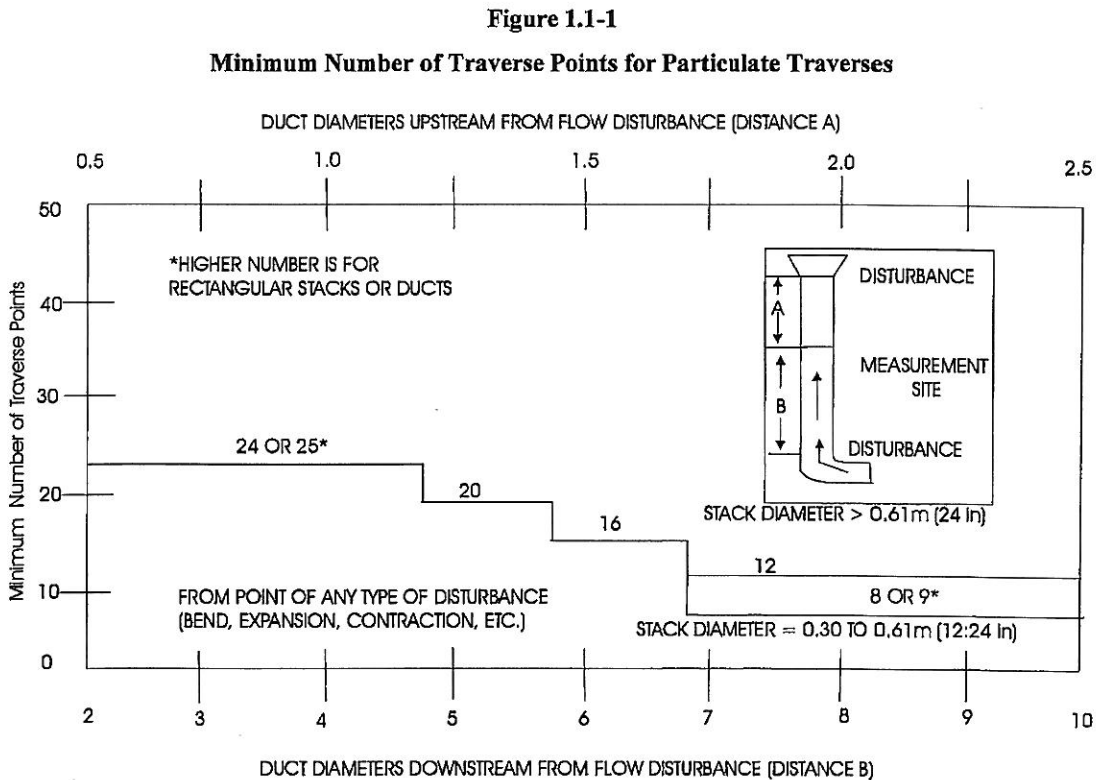 Figure 1.1-1
Minimum Number of Traverse Points for Particulate Traverses
DUCT DIAMETERS UPSTREAM FROM FLOW DISTURBANCE (DISTANCE A)
0.5 1.0 1.5 2.0 2.5
50
40
30
20
10
0
Minimum Number of Traverse Points
*HIGHER NUMBER IS FOR
RECTANGULAR STACKS OR DUCTS
A
B
DISTURBANCE
MEASUREMENT
SITE
DISTURBANCE
24 OR 25*
20
16
STACK DIAMETER > 0.61m (24 in)
12
8 OR 9*
STACK DIAMETER = 0.30 TO 0.61m (12:24 in)
FROM POINT OF ANY TYPE OF DISTURBANCE
(BEND, EXPANSION, CONTRACTION, ETC.)
2 3 4 5 6 7 8 9 10
DUCT DIAMETERS DOWNSTREAM FROM FLOW DISTURBANCE (DISTANCE B)